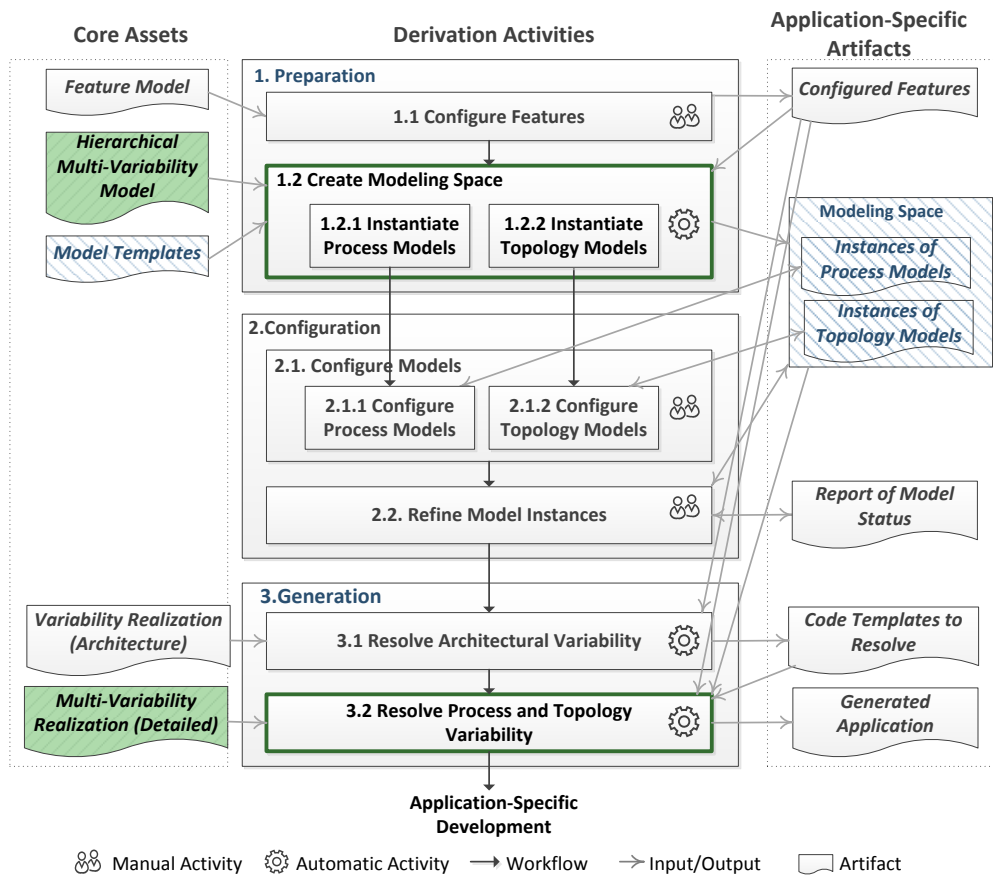 Core Assets
Derivation Activities
Application-Specific
Artifacts
Feature Model
Hierarchical
Multi-Variability
Model
Model Templates
1. Preparation
1.1 Configure Features
1.2 Create Modeling Space
1.2.1 Instantiate
Process Models
1.2.2 Instantiate
Topology Models
Configured Features
Modeling Space
Instances of
Process Models
Instances of
Topology Models
2.Configuration
2.1. Configure Models
2.1.1 Configure
Process Models
2.1.2 Configure
Topology Models
2.2. Refine Model Instances
Report of Model
Status
3.Generation
Variability Realization
(Architecture)
3.1 Resolve Architectural Variability
Code Templates to
Resolve
Multi-Variability
Realization (Detailed)
3.2 Resolve Process and Topology
Variability
Generated
Application
Application-Specific
Development
Manual Activity
Automatic Activity
Workflow
Input/Output
Artifact